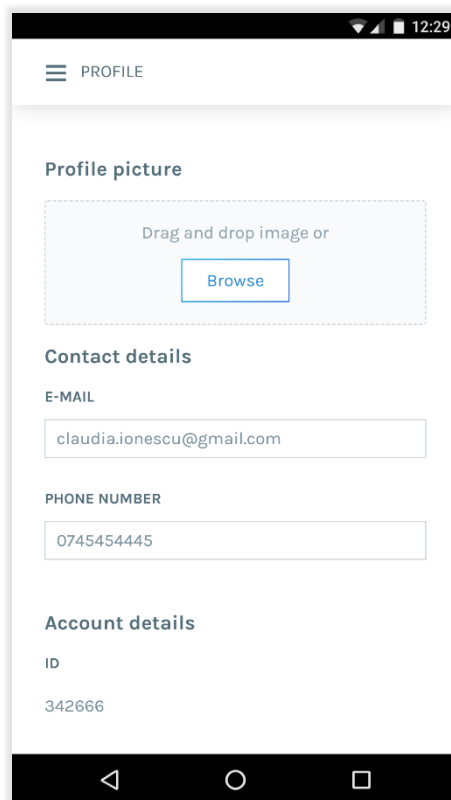 12:29
PROFILE
Profile picture
Drag and drop image or
Browse
Contact details
E-MAIL
claudia.ionescu@gmail.com
PHONE NUMBER
0745454445
Account details
ID
342666